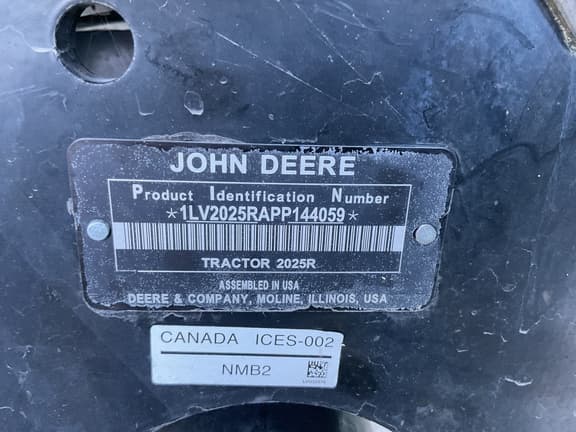 JOHN DEERE
Product Identification Number
*1LV2025RAPP144059*
TRACTOR 2025R
ASSEMBLED IN USA
DEERE & COMPANY, MOLINE, ILLINOIS, USA
CANADA ICES-002
NMB2